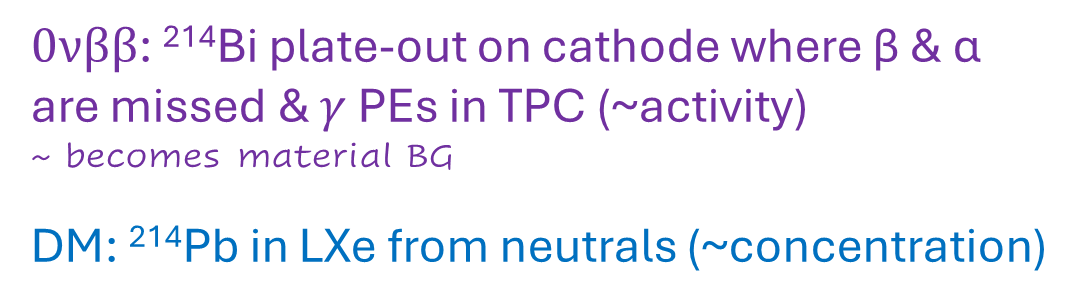 0νββ: ²¹⁴Bi plate-out on cathode where β & α
are missed & γ PEs in TPC (~activity)
~ becomes material BG
DM: ²¹⁴Pb in LXe from neutrals (~concentration)